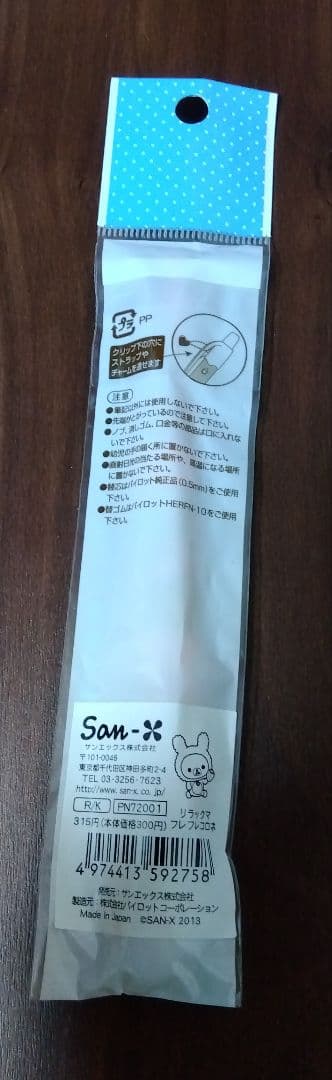 プラ PP
クリップ下の穴に
ストラップや
チャームを通せます
注意
●筆記以外には使用しないで下さい。
●先端がとがっているので注意して下さい。
●ノブ、消しゴム、口金等の部品は口に入れな
いで下さい。
●幼児の手の届く所に置かないで下さい。
●直射日光の当たる場所や、高温になる場所
に置かないで下さい。
●替芯はパイロット純正品(0.5mm)をご使用
下さい。
●替ゴムはパイロットHERFN-10をご使用
下さい。
San-X
サンエックス株式会社
〒101-0048
東京都千代田区神田多町2-4
TEL 03-3256-7623
http://www.san-x.co.jp/
R/K PN72001 リラックマ
315円(本体価格300円) フレフレコロネ
4 974413 592758
発売元:サンエックス株式会社
製造元:株式会社パイロットコーポレーション
Made in Japan ©SAN-X 2013